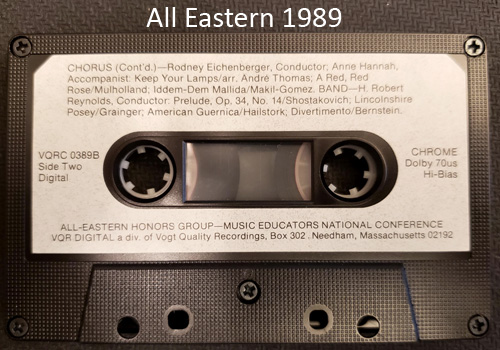 All Eastern 1989
CHORUS (Cont'd.)—Rodney Eichenberger, Conductor; Anne Hannah,
Accompanist: Keep Your Lamps/arr. André Thomas; A Red, Red
Rose/Mulholland; Iddem-Dem Mallida/Makil-Gomez. BAND—H. Robert
Reynolds, Conductor: Prelude, Op. 34, No. 14/Shostakovich; Lincolnshire
Posey/Grainger; American Guernica/Hailstork; Divertimento/Bernstein.
VQRC 0389B
Side Two
Digital
CHROME
Dolby 70us
Hi-Bias
ALL-EASTERN HONORS GROUP—MUSIC EDUCATORS NATIONAL CONFERENCE
VQR DIGITAL a div. of Vogt Quality Recordings, Box 302. Needham, Massachusetts 02192